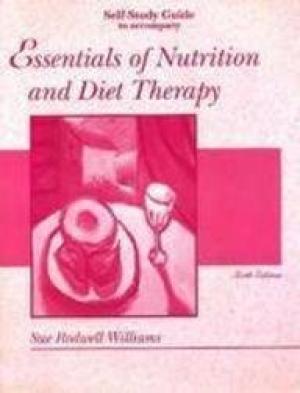 Self-Study Guide
to accompany
Essentials of Nutrition
and Diet Therapy
Sixth Edition
Sue Rodwell Williams